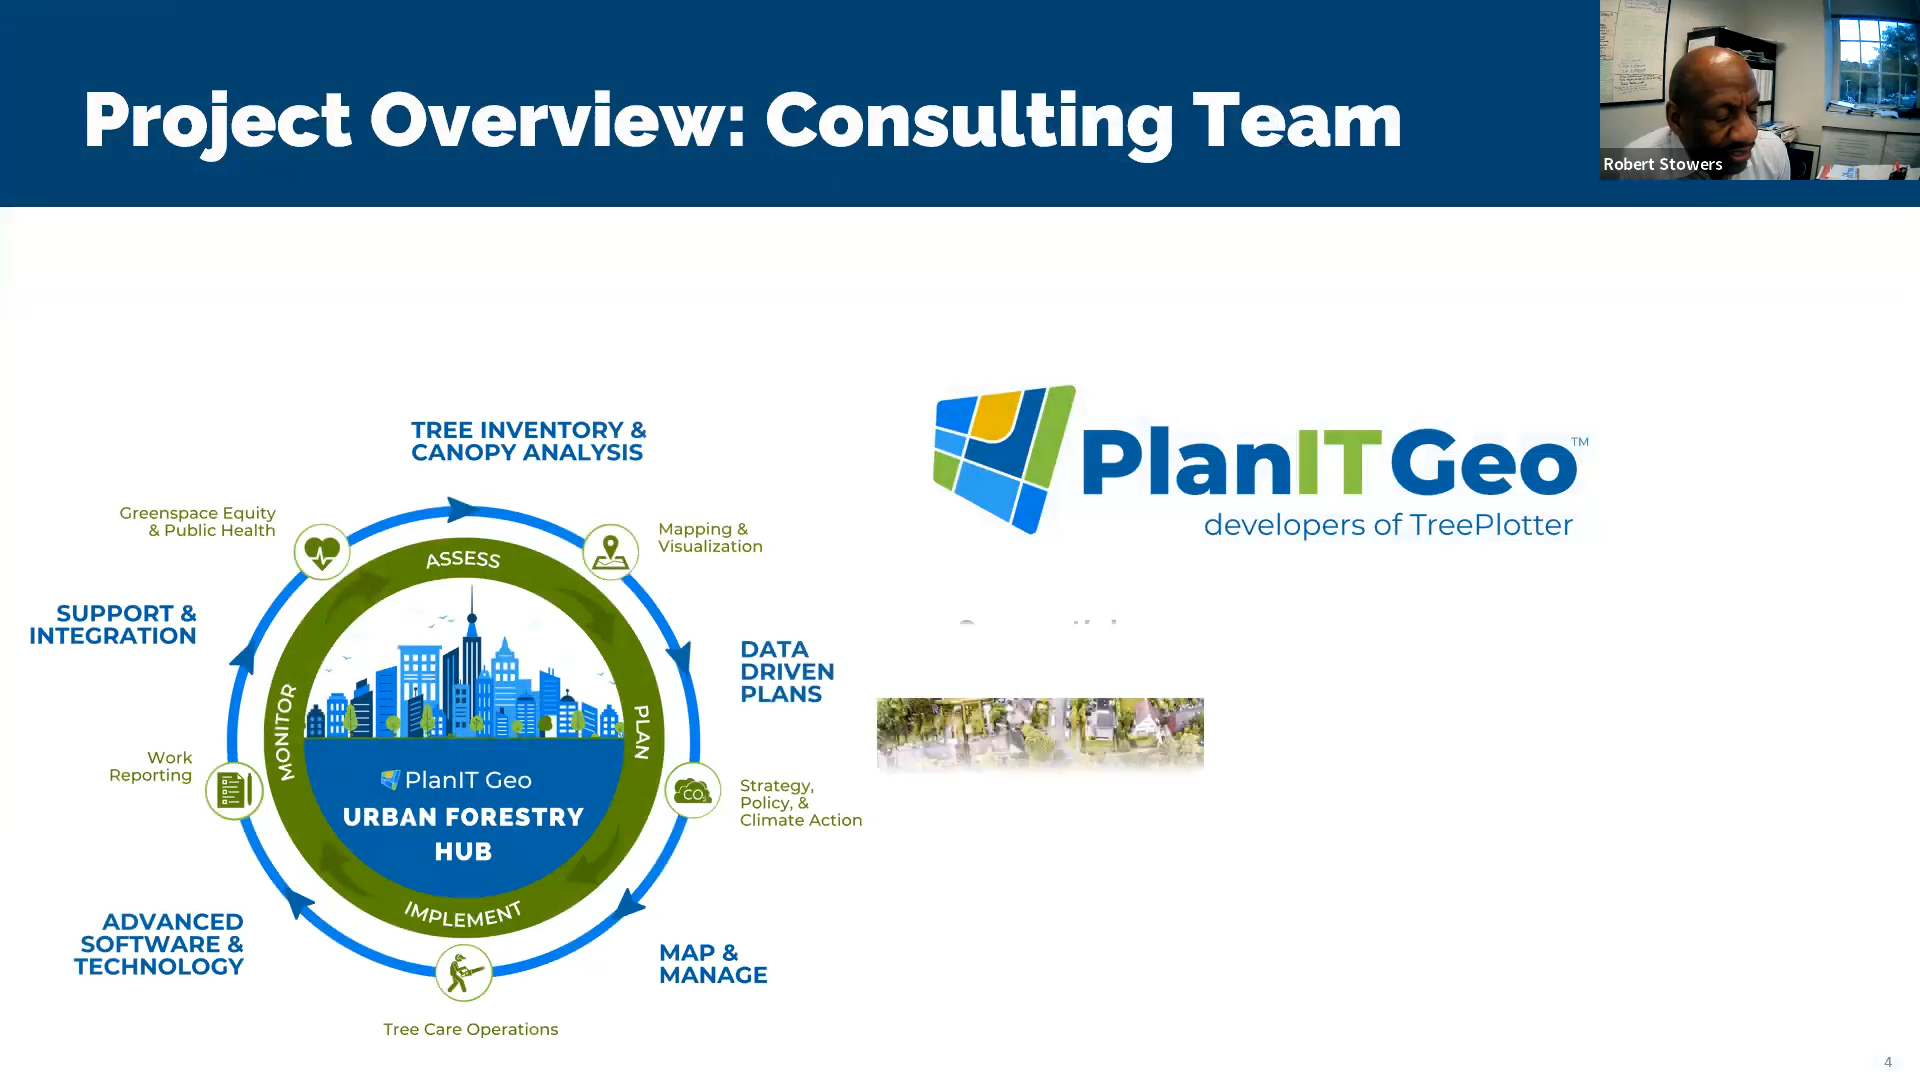 Project Overview: Consulting Team
Robert Stowers
TREE INVENTORY &
CANOPY ANALYSIS
Greenspace Equity
& Public Health
Mapping &
Visualization
ASSESS
SUPPORT &
INTEGRATION
DATA
DRIVEN
PLANS
MONITOR
PLAN
Work
Reporting
CO2
Strategy,
Policy, &
Climate Action
PlanIT Geo
URBAN FORESTRY
HUB
IMPLEMENT
ADVANCED
SOFTWARE &
TECHNOLOGY
MAP &
MANAGE
Tree Care Operations
PlanITGeo™
developers of TreePlotter
4